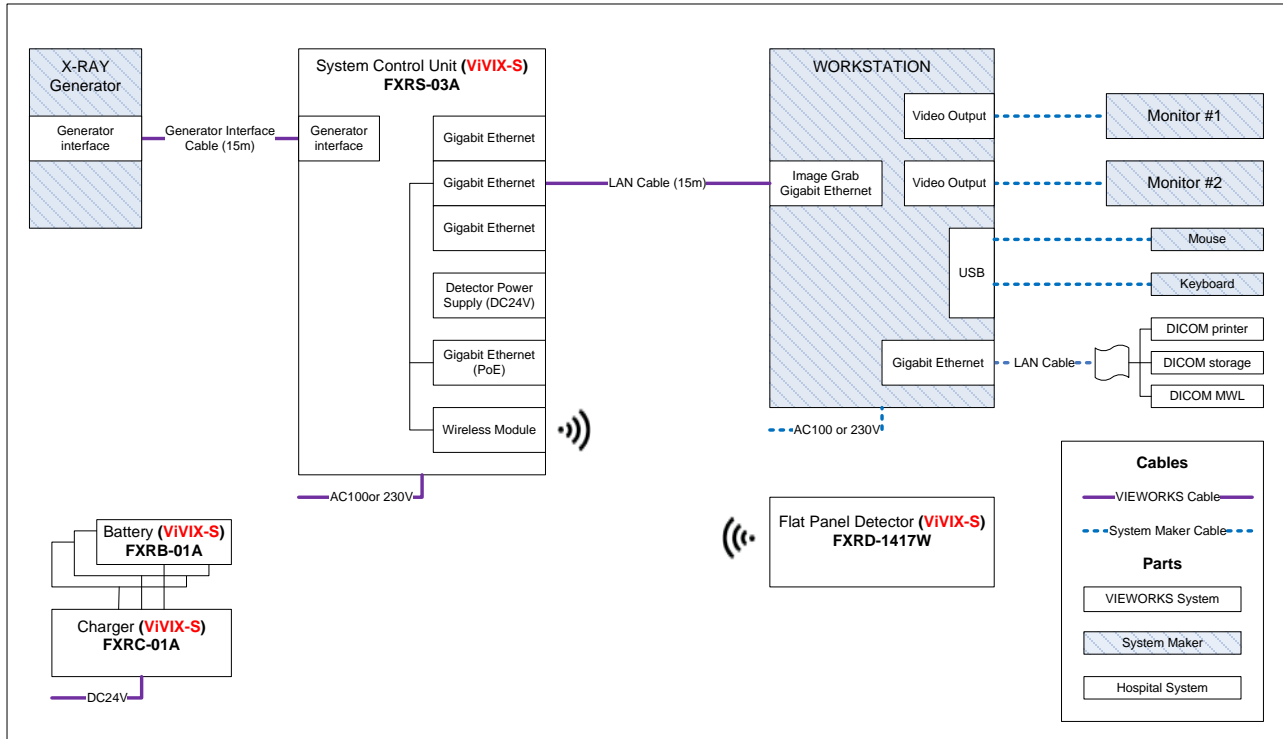 X-RAY
Generator
Generator
interface
Generator Interface
Cable (15m)
System Control Unit (ViVIX-S)
FXRS-03A
Generator
interface
Gigabit Ethernet
Gigabit Ethernet
Gigabit Ethernet
Detector Power
Supply (DC24V)
Gigabit Ethernet
(PoE)
Wireless Module
AC100or 230V
LAN Cable (15m)
WORKSTATION
Video Output
Image Grab
Gigabit Ethernet
Video Output
USB
Gigabit Ethernet
AC100 or 230V
Monitor #1
Monitor #2
Mouse
Keyboard
LAN Cable
DICOM printer
DICOM storage
DICOM MWL
Battery (ViVIX-S)
FXRB-01A
Charger (ViVIX-S)
FXRC-01A
DC24V
Flat Panel Detector (ViVIX-S)
FXRD-1417W
Cables
VIEWORKS Cable
System Maker Cable
Parts
VIEWORKS System
System Maker
Hospital System